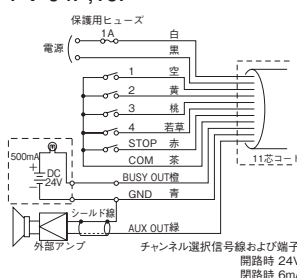 保護用ヒューズ
1A
白
電源
黒
1 空
2 黄
3 桃
4 若草
STOP 赤
COM 茶
11芯コード
500mA
DC
24V
BUSY OUT 橙
GND 青
シールド線
AUX OUT 緑
外部アンプ
チャンネル選択信号線および端子
開路時 24V
閉路時 6m